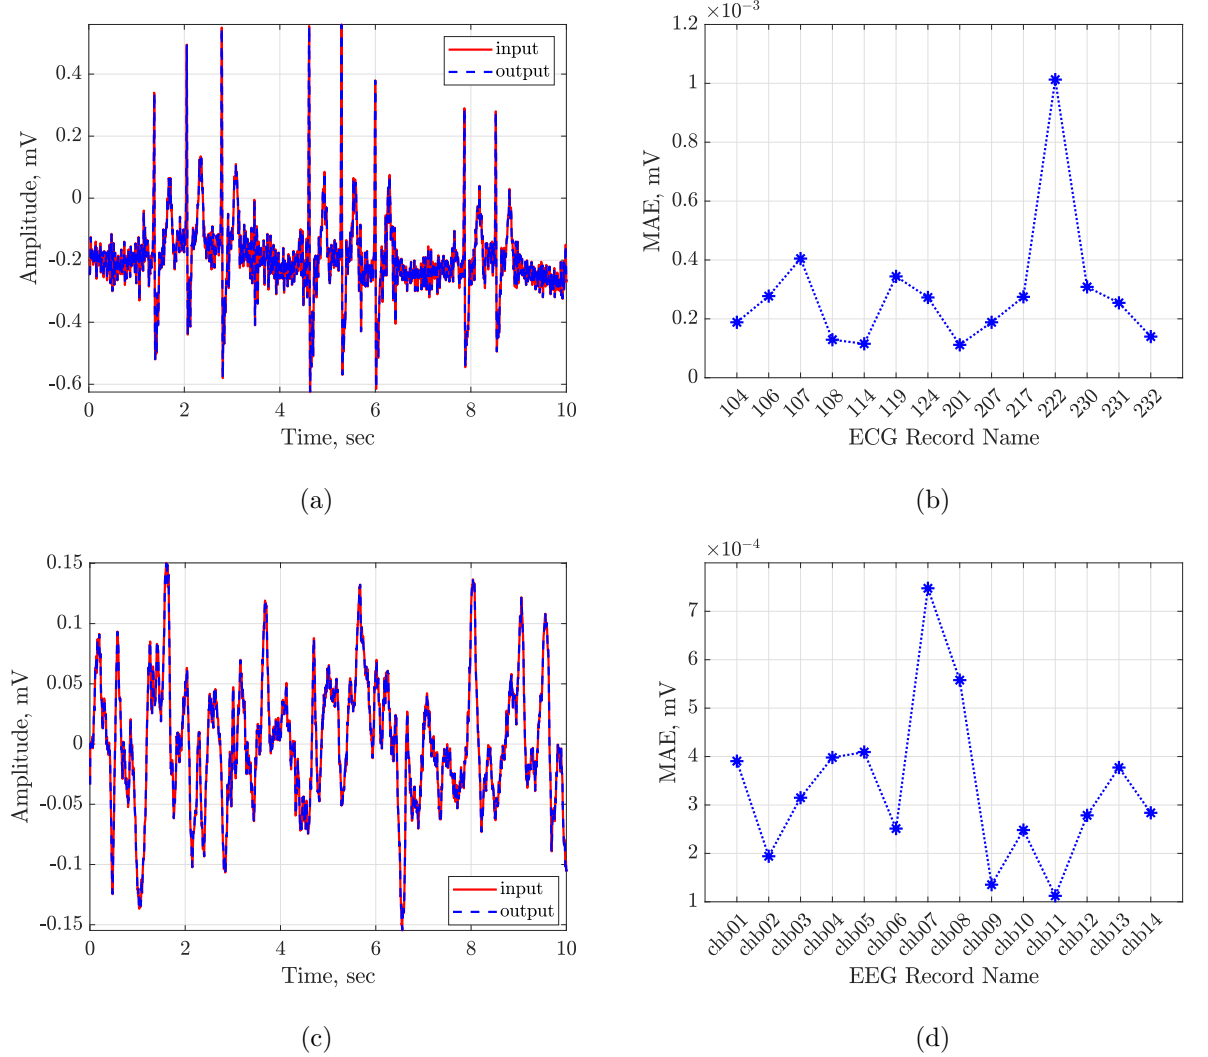 input
output
0.4
0.2
0
-0.2
-0.4
-0.6
Amplitude, mV
0 2 4 6 8 10
Time, sec
(a)
×10⁻³
1.2
1
0.8
0.6
0.4
0.2
0
MAE, mV
104 106 107 108 114 119 124 201 207 217 222 230 231 232
ECG Record Name
(b)
0.15
0.1
0.05
0
-0.05
-0.1
-0.15
Amplitude, mV
input
output
0 2 4 6 8 10
Time, sec
(c)
×10⁻⁴
7
6
5
4
3
2
1
MAE, mV
chb01 chb02 chb03 chb04 chb05 chb06 chb07 chb08 chb09 chb10 chb11 chb12 chb13 chb14
EEG Record Name
(d)